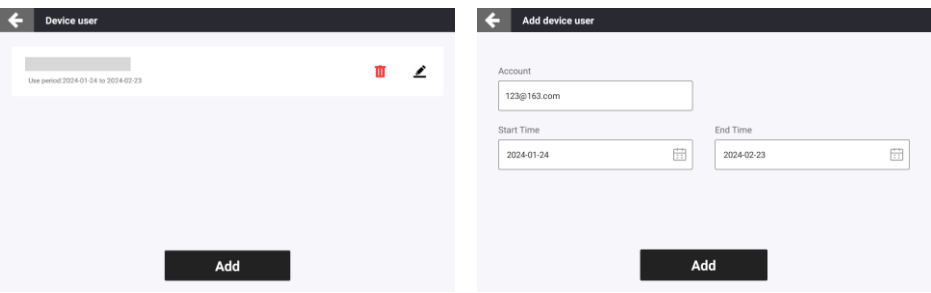 Device user
Use period:2024-01-24 to 2024-02-23
Add
Add device user
Account
123@163.com
Start Time
End Time
2024-01-24
2024-02-23
Add